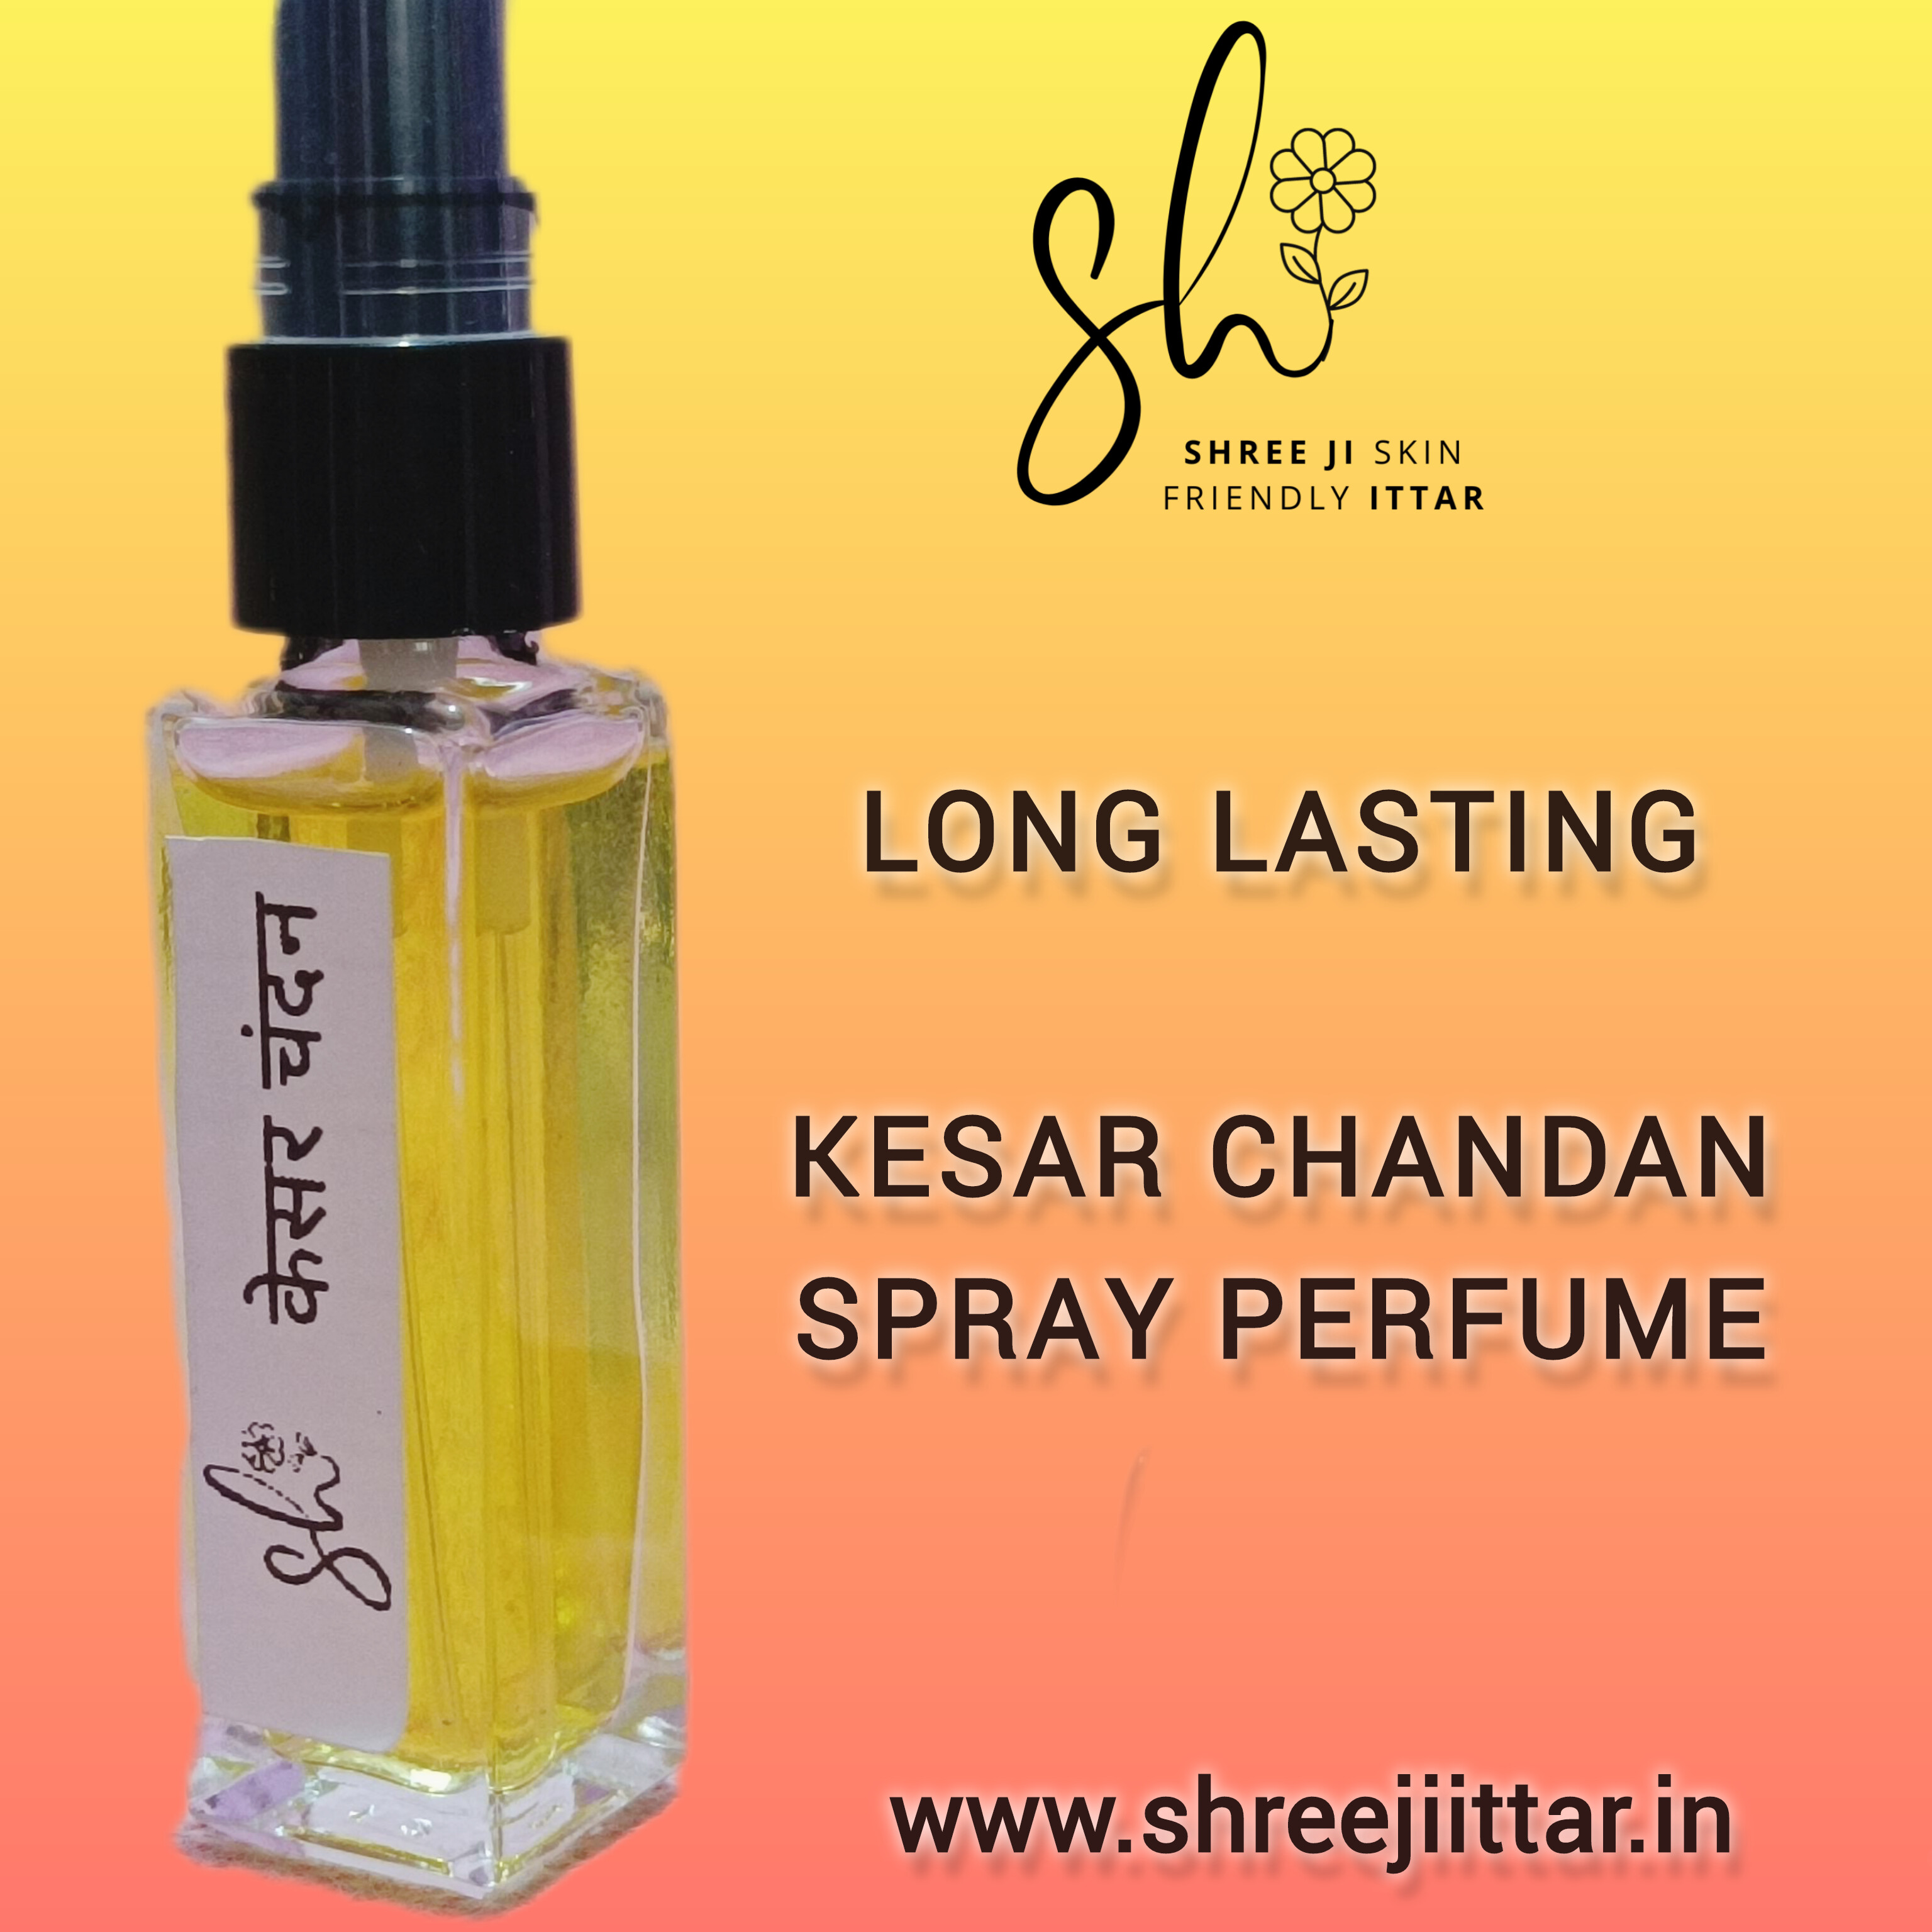 Sh
SHREE JI SKIN
FRIENDLY ITTAR
LONG LASTING
KESAR CHANDAN
SPRAY PERFUME
www.shreejiittar.in
केसर चंदन
Sh